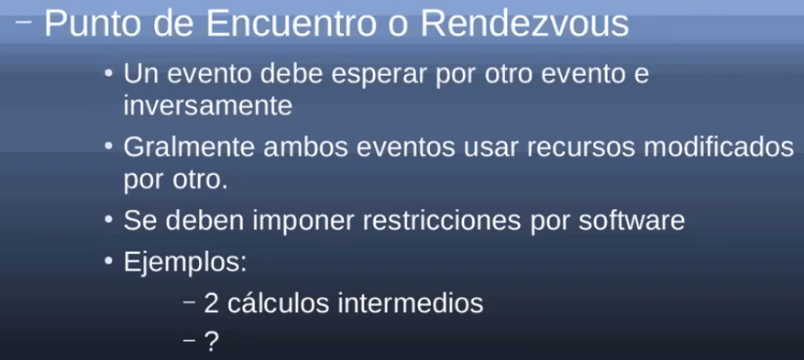 – Punto de Encuentro o Rendezvous
• Un evento debe esperar por otro evento e
inversamente
• Gralmente ambos eventos usar recursos modificados
por otro.
• Se deben imponer restricciones por software
• Ejemplos:
– 2 cálculos intermedios
– ?